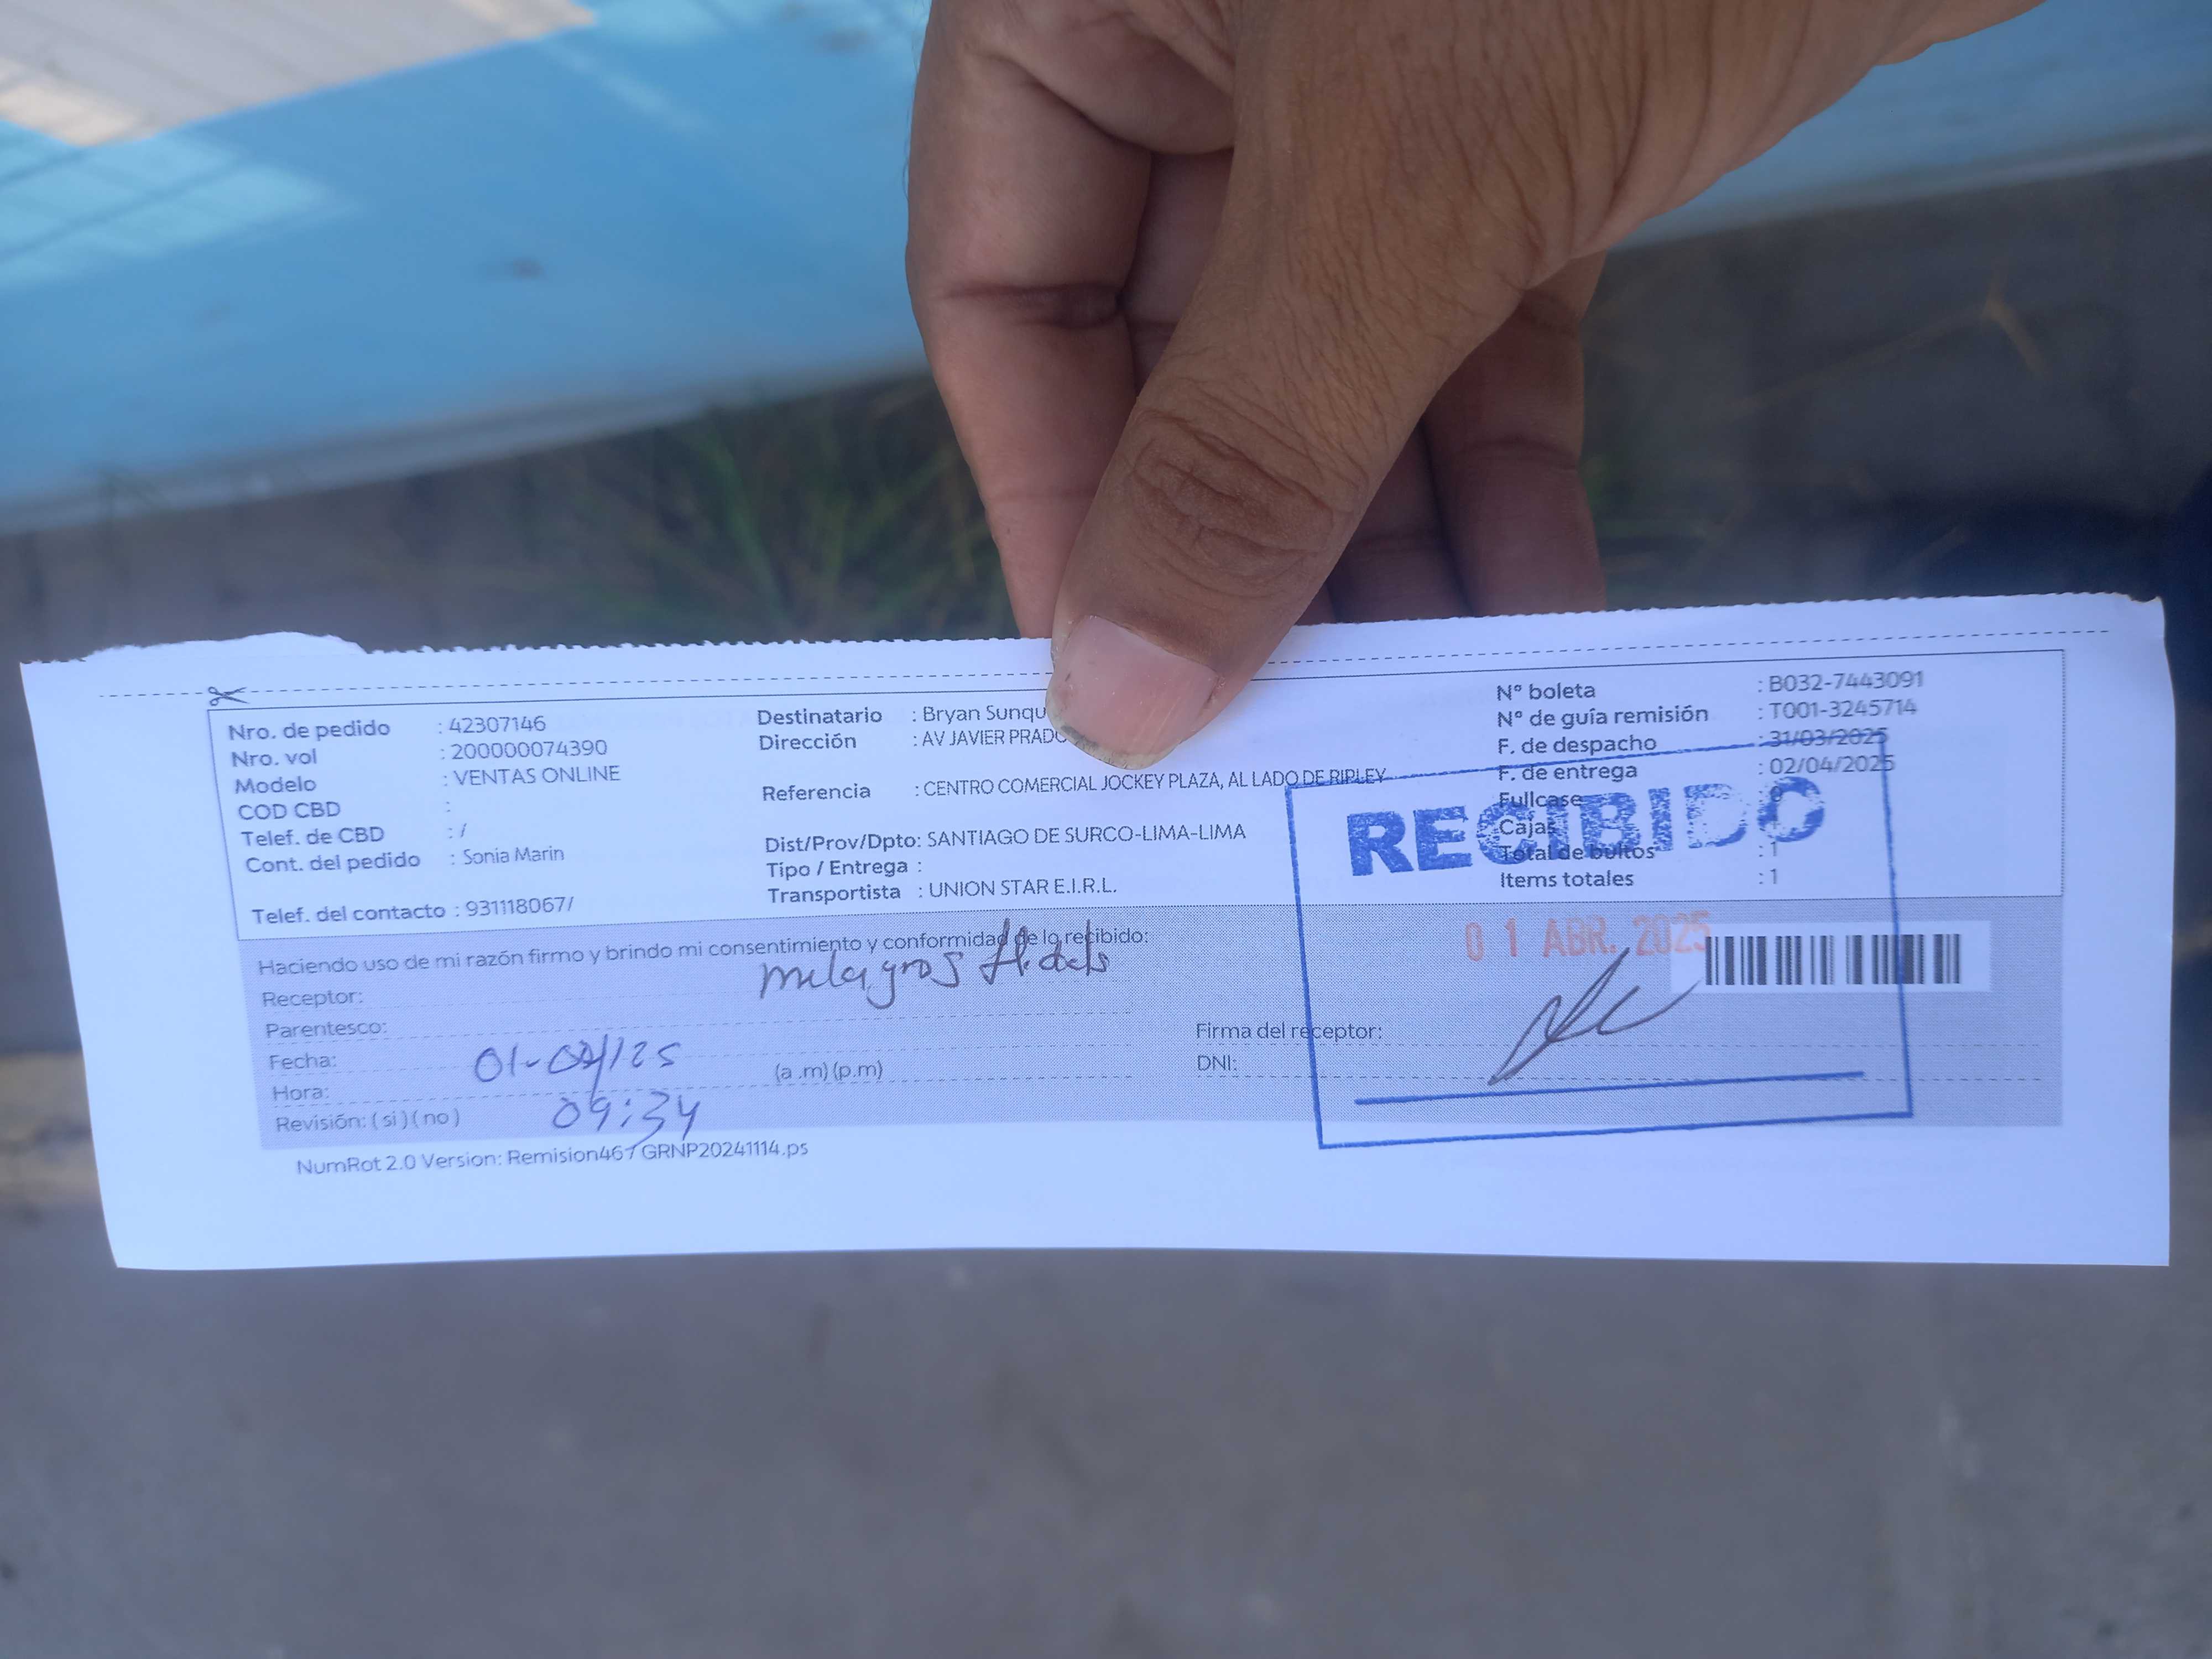 Nro. de pedido : 42307146
Nro. vol : 200000074390
Modelo : VENTAS ONLINE
COD CBD :
Telef. de CBD : /
Cont. del pedido : Sonia Marin
Telef. del contacto : 931118067/
Destinatario : Bryan Sunqu
Dirección : AV JAVIER PRADO
Referencia : CENTRO COMERCIAL JOCKEY PLAZA, AL LADO DE RIPLEY
Dist/Prov/Dpto: SANTIAGO DE SURCO-LIMA-LIMA
Tipo / Entrega :
Transportista : UNION STAR E.I.R.L.
N° boleta : B032-7443091
N° de guía remisión : T001-3245714
F. de despacho : 31/03/2025
F. de entrega : 02/04/2025
Fullcase : 0
Cajas :
Total de bultos : 1
Items totales : 1
RECIBIDO
01 ABR. 2025
Haciendo uso de mi razón firmo y brindo mi consentimiento y conformidad de lo recibido:
Receptor: milagros
Parentesco:
Fecha: 01-04/25
Hora: 09:34 (a .m) (p.m)
Revisión: ( si ) ( no )
Firma del receptor:
DNI:
NumRot 2.0 Version: Remision467 GRNP20241114.ps